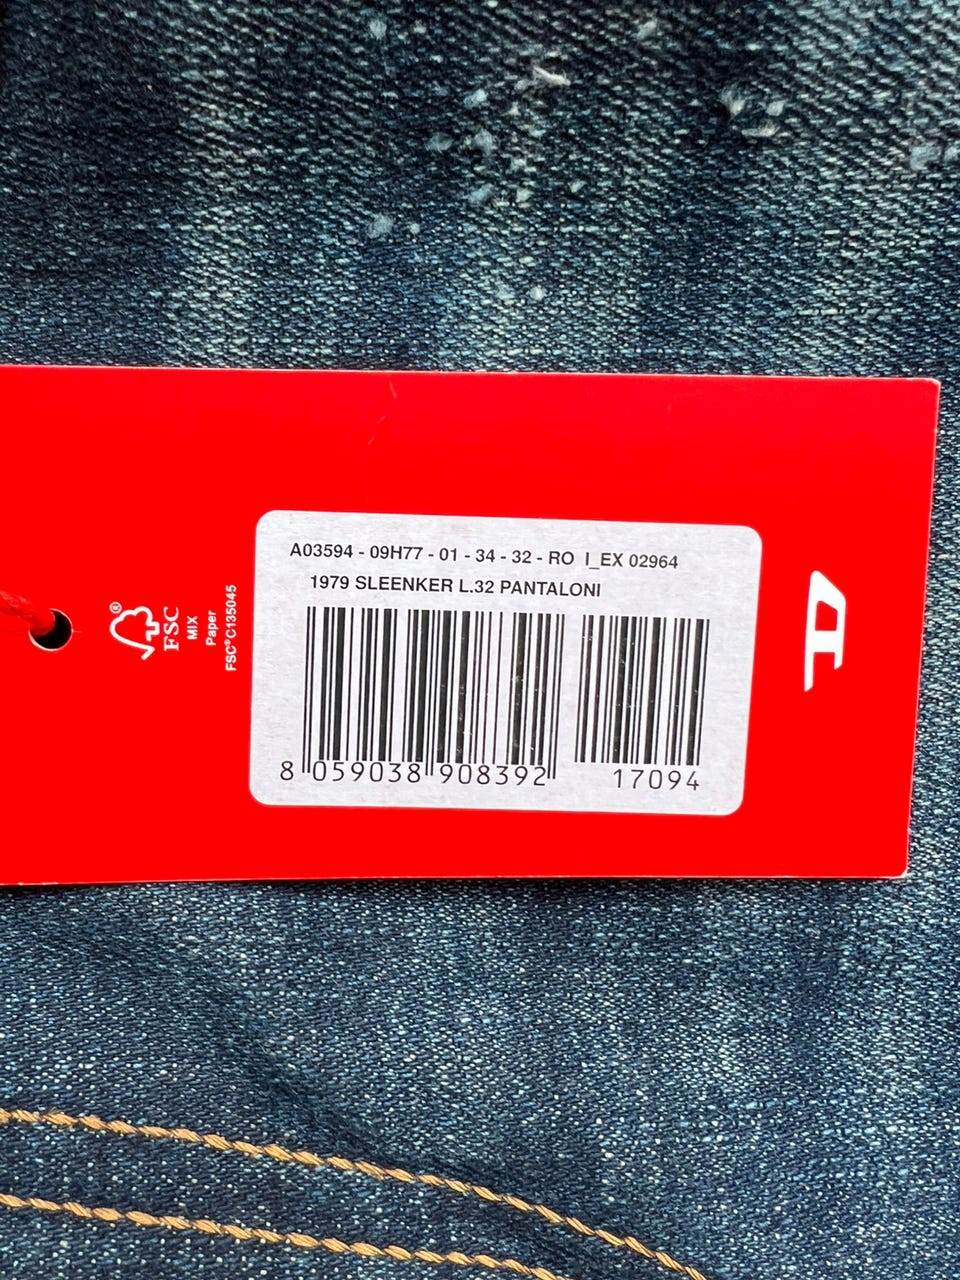 A03594 - 09H77 - 01 - 34 - 32 - RO I_EX 02964
1979 SLEENKER L.32 PANTALONI
8 059038 908392 17094
FSC®
MIX
Paper
FSC® C135045
D